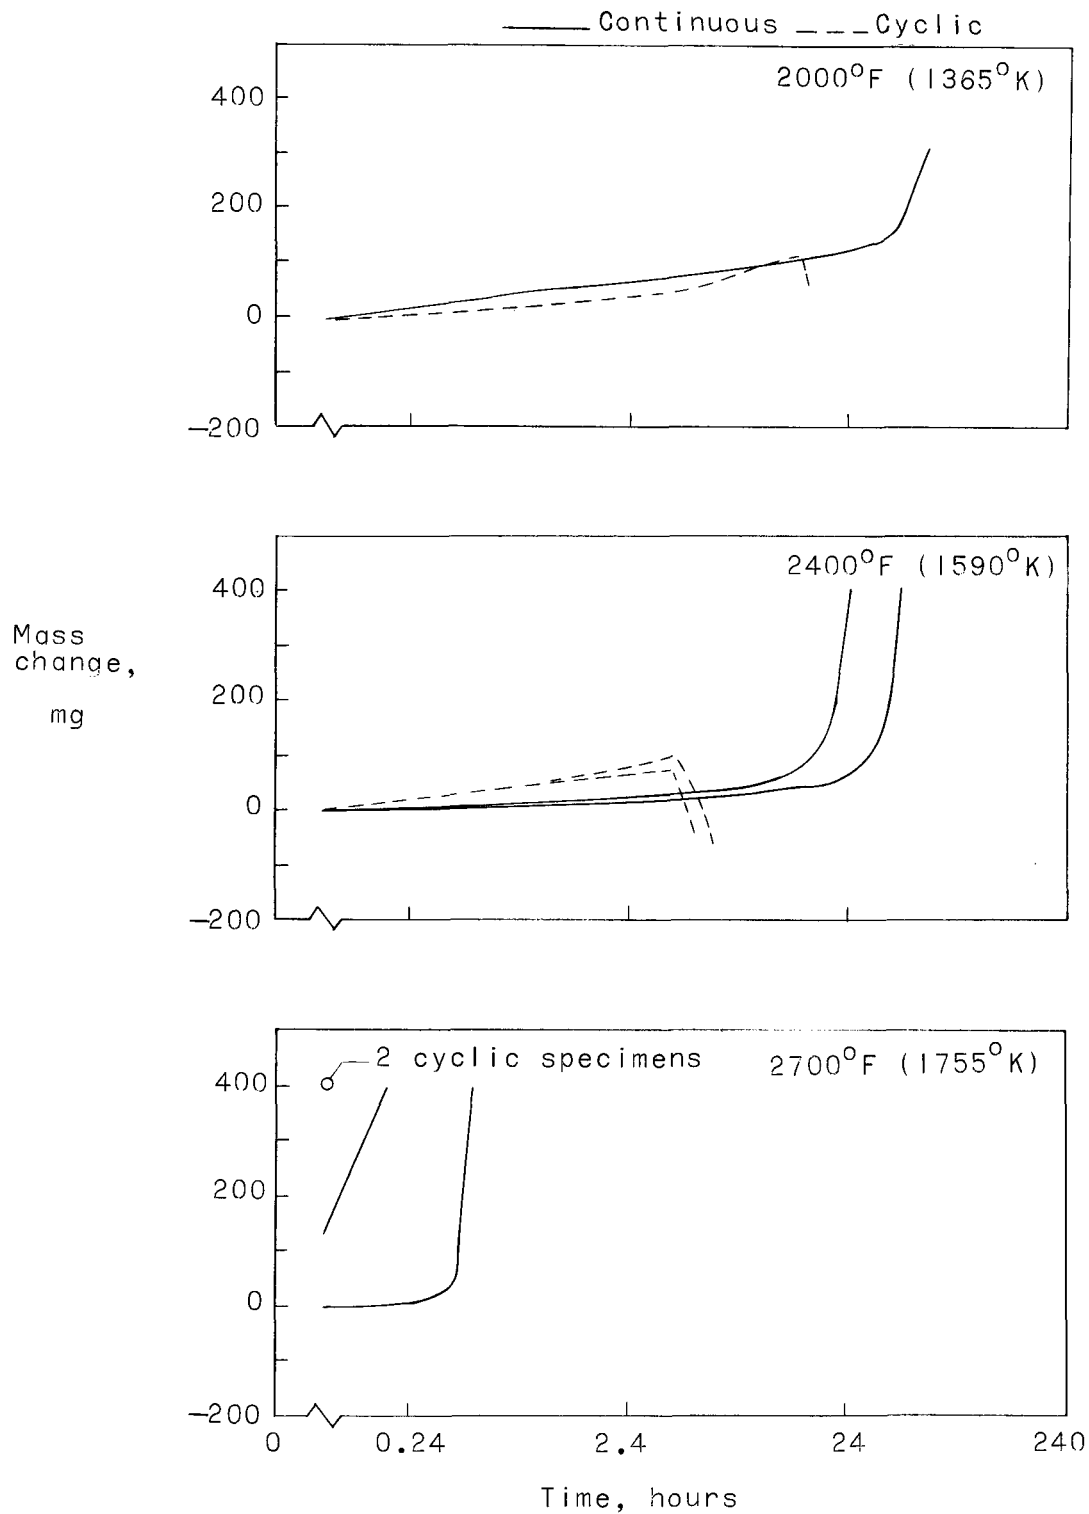 Continuous Cyclic
2000°F (1365°K)
400
200
0
-200
2400°F (1590°K)
400
Mass
change,
mg
200
0
-200
2 cyclic specimens
2700°F (1755°K)
400
200
0
-200
0 0.24 2.4 24 240
Time, hours